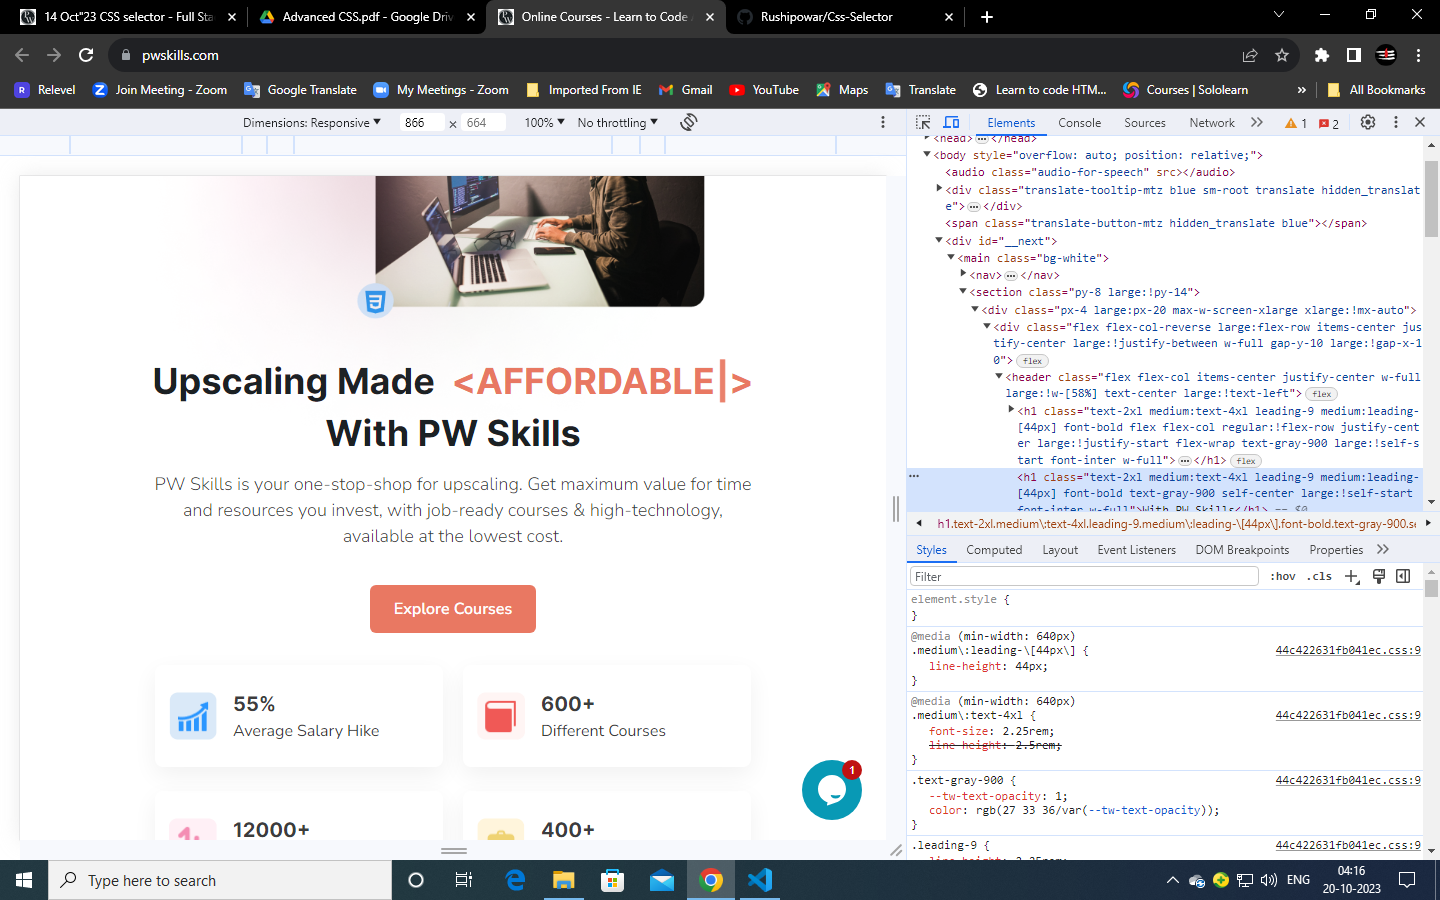 14 Oct"23 CSS selector - Full Sta
Advanced CSS.pdf - Google Driv
Online Courses - Learn to Code A
Rushipowar/Css-Selector
pwskills.com
Relevel
Join Meeting - Zoom
Google Translate
My Meetings - Zoom
Imported From IE
Gmail
YouTube
Maps
Translate
Learn to code HTM...
Courses | Sololearn
»
All Bookmarks
Dimensions: Responsive
866 x 664
100%
No throttling
Upscaling Made <AFFORDABLE|>
With PW Skills
PW Skills is your one-stop-shop for upscaling. Get maximum value for time
and resources you invest, with job-ready courses & high-technology,
available at the lowest cost.
Explore Courses
55%
Average Salary Hike
600+
Different Courses
12000+
400+
1
Elements
Console
Sources
Network
1
2
<head> ••• </head>
<body style="overflow: auto; position: relative;">
<audio class="audio-for-speech" src></audio>
<div class="translate-tooltip-mtz blue sm-root translate hidden_translat
e"> ••• </div>
<span class="translate-button-mtz hidden_translate blue"></span>
<div id="__next">
<main class="bg-white">
<nav> ••• </nav>
<section class="py-8 large:!py-14">
<div class="px-4 large:px-20 max-w-screen-xlarge xlarge:!mx-auto">
<div class="flex flex-col-reverse large:flex-row items-center jus
tify-center large:!justify-between w-full gap-y-10 large:!gap-x-1
0"> flex
<header class="flex flex-col items-center justify-center w-full
large:!w-[58%] text-center large:!text-left"> flex
<h1 class="text-2xl medium:text-4xl leading-9 medium:leading-
[44px] font-bold flex flex-col regular:!flex-row justify-cent
er large:!justify-start flex-wrap text-gray-900 large:!self-s
tart font-inter w-full"> ••• </h1> flex
<h1 class="text-2xl medium:text-4xl leading-9 medium:leading-
[44px] font-bold text-gray-900 self-center large:!self-start
font-inter w-full">With PW Skills</h1> == $0
h1.text-2xl.medium\:text-4xl.leading-9.medium\:leading-\[44px\].font-bold.text-gray-900.se
Styles
Computed
Layout
Event Listeners
DOM Breakpoints
Properties
Filter
:hov .cls
element.style {
}
@media (min-width: 640px)
.medium\:leading-\[44px\] { 44c422631fb041ec.css:9
line-height: 44px;
}
@media (min-width: 640px)
.medium\:text-4xl { 44c422631fb041ec.css:9
font-size: 2.25rem;
line-height: 2.5rem;
}
.text-gray-900 { 44c422631fb041ec.css:9
--tw-text-opacity: 1;
color: rgb(27 33 36/var(--tw-text-opacity));
}
.leading-9 { 44c422631fb041ec.css:9
line-height: 2.25rem;
Type here to search
ENG
04:16
20-10-2023